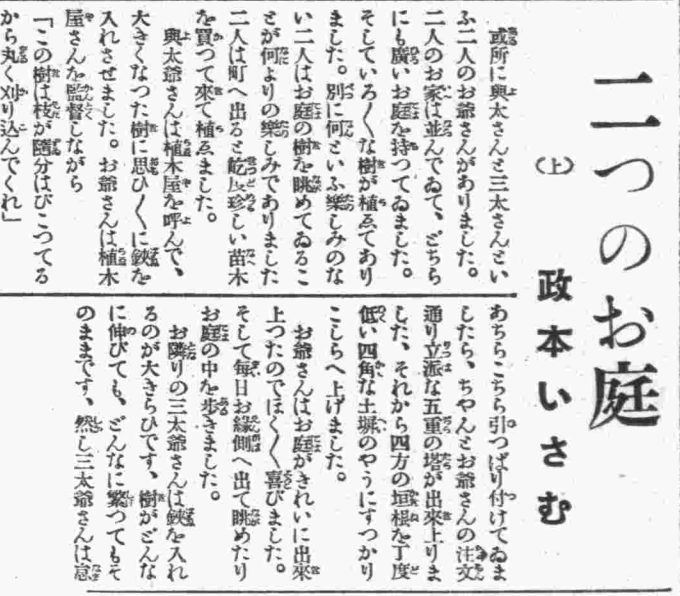 二つのお庭
（上）
政本いさむ
或所に與太さんと三太さんとい
ふ二人のお爺さんがありました。
二人のお家は並んでゐて、どちら
にも廣いお庭を持つてゐました。
そしていろ〳〵な樹が植ゑてあり
ました。別に何といふ樂しみのな
い二人はお庭の樹を眺めてゐるこ
とが何よりの樂しみでありました
二人は町へ出ると屹度珍しい苗木
を買つて來て植ゑました。
與太爺さんは植木屋を呼んで、
大きくなつた樹に思ひ〳〵に鋏を
入れさせました。お爺さんは植木
屋さんを監督しながら
「この樹は枝が隨分はびこつてる
から丸く刈り込んでくれ」
あちらこちら引つぱり付けてゐま
したら、ちやんとお爺さんの注文
通り立派な五重の塔が出來上りま
した、それから四方の垣根を丁度
低い四角な土塀のやうにすつかり
こしらへ上げました。
お爺さんはお庭がきれいに出來
上つたのでほく〳〵喜びました。
そして毎日お緣側へ出て眺めたり
お庭の中を步きました。
お隣りの三太爺さんは鋏を入れ
るのが大きらひです、樹がどんな
に伸びても、どんなに繁つてもそ
のままです、然し三太爺さんは怠